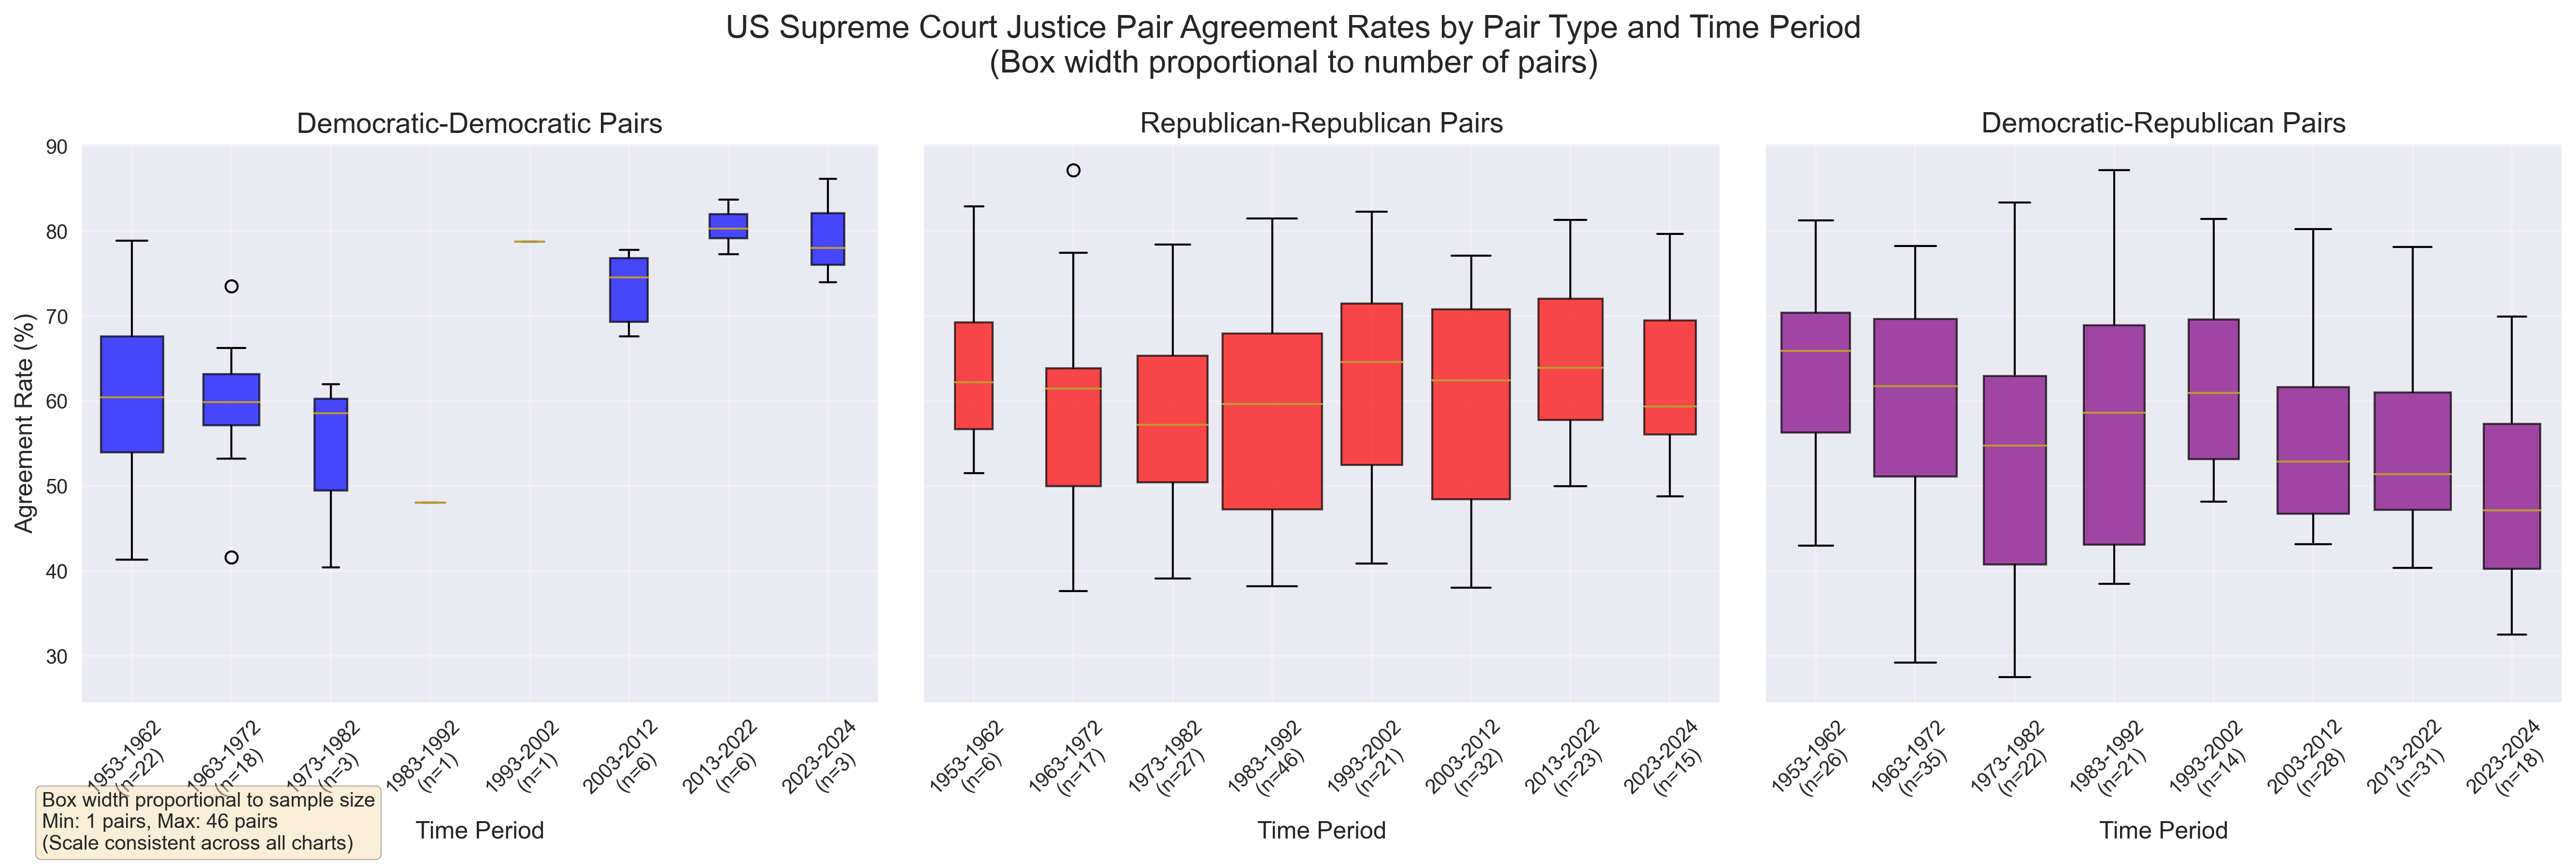 US Supreme Court Justice Pair Agreement Rates by Pair Type and Time Period
(Box width proportional to number of pairs)
Democratic-Democratic Pairs
Agreement Rate (%)
90
80
70
60
50
40
30
1953-1962
(n=22)
1963-1972
(n=18)
1973-1982
(n=3)
1983-1992
(n=1)
1993-2002
(n=1)
2003-2012
(n=6)
2013-2022
(n=6)
2023-2024
(n=3)
Time Period
Box width proportional to sample size
Min: 1 pairs, Max: 46 pairs
(Scale consistent across all charts)
Republican-Republican Pairs
1953-1962
(n=6)
1963-1972
(n=17)
1973-1982
(n=27)
1983-1992
(n=46)
1993-2002
(n=21)
2003-2012
(n=32)
2013-2022
(n=23)
2023-2024
(n=15)
Time Period
Democratic-Republican Pairs
1953-1962
(n=26)
1963-1972
(n=35)
1973-1982
(n=22)
1983-1992
(n=21)
1993-2002
(n=14)
2003-2012
(n=28)
2013-2022
(n=31)
2023-2024
(n=18)
Time Period